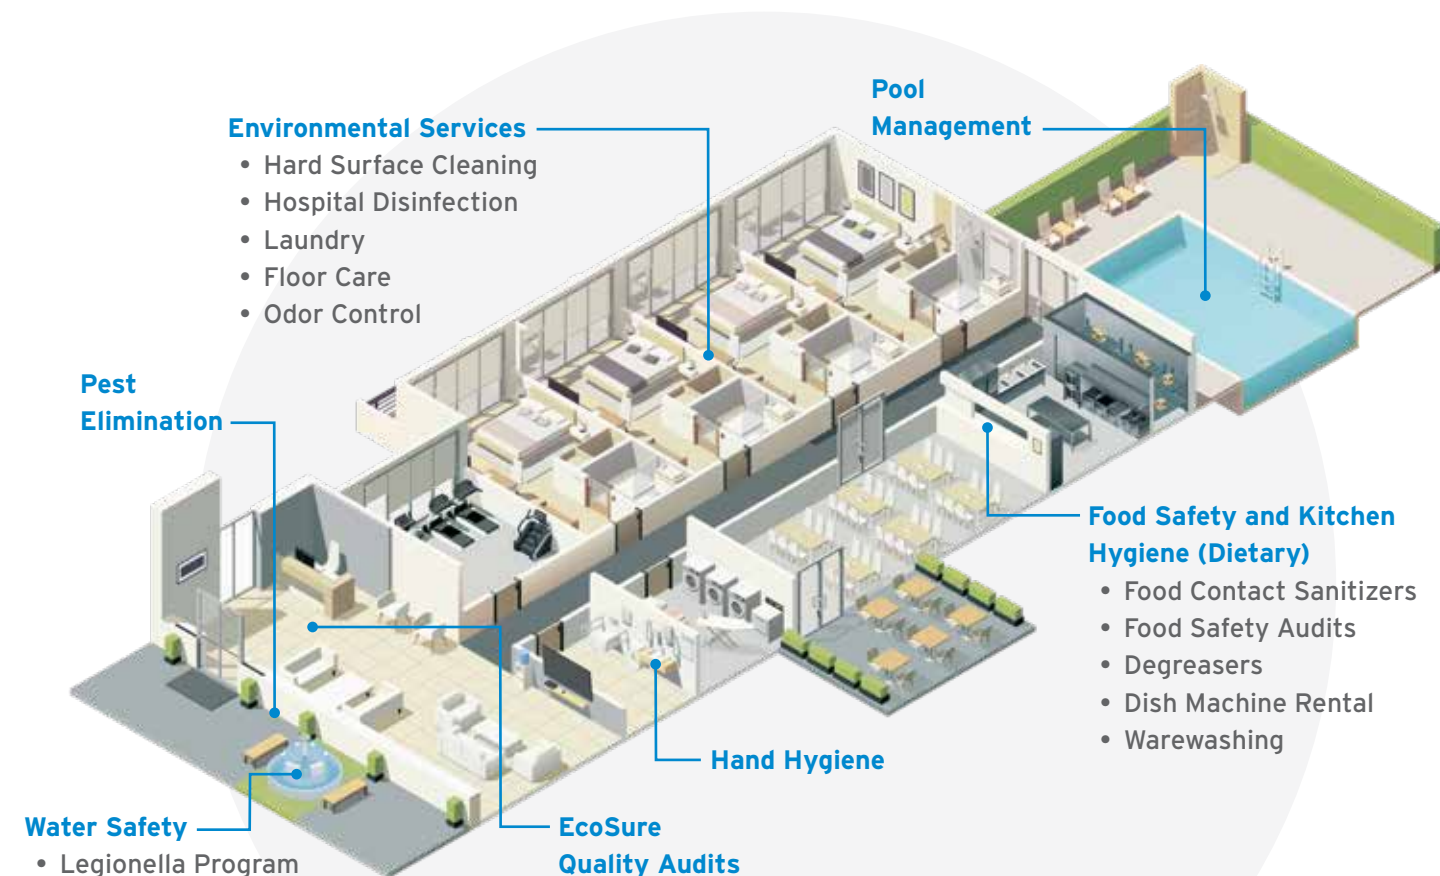 Pool
Management
Environmental Services
• Hard Surface Cleaning
• Hospital Disinfection
• Laundry
• Floor Care
• Odor Control
Pest
Elimination
Food Safety and Kitchen
Hygiene (Dietary)
• Food Contact Sanitizers
• Food Safety Audits
• Degreasers
• Dish Machine Rental
• Warewashing
Hand Hygiene
Water Safety
• Legionella Program
EcoSure
Quality Audits